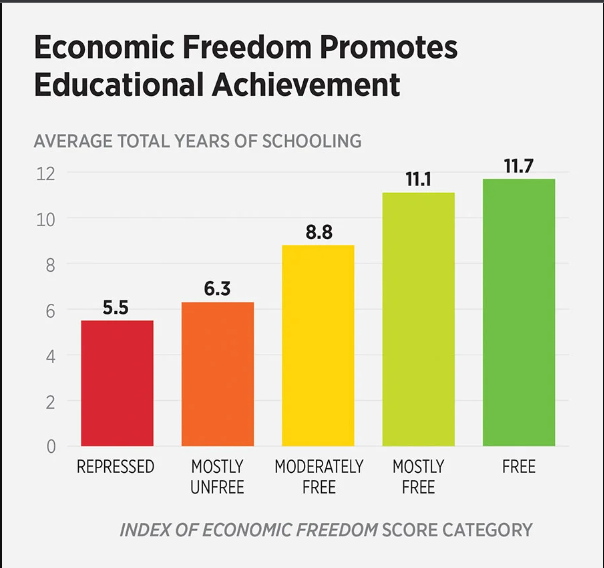 Economic Freedom Promotes
Educational Achievement
AVERAGE TOTAL YEARS OF SCHOOLING
12
10
8
6
4
2
0
5.5
6.3
8.8
11.1
11.7
REPRESSED
MOSTLY
UNFREE
MODERATELY
FREE
MOSTLY
FREE
FREE
INDEX OF ECONOMIC FREEDOM SCORE CATEGORY